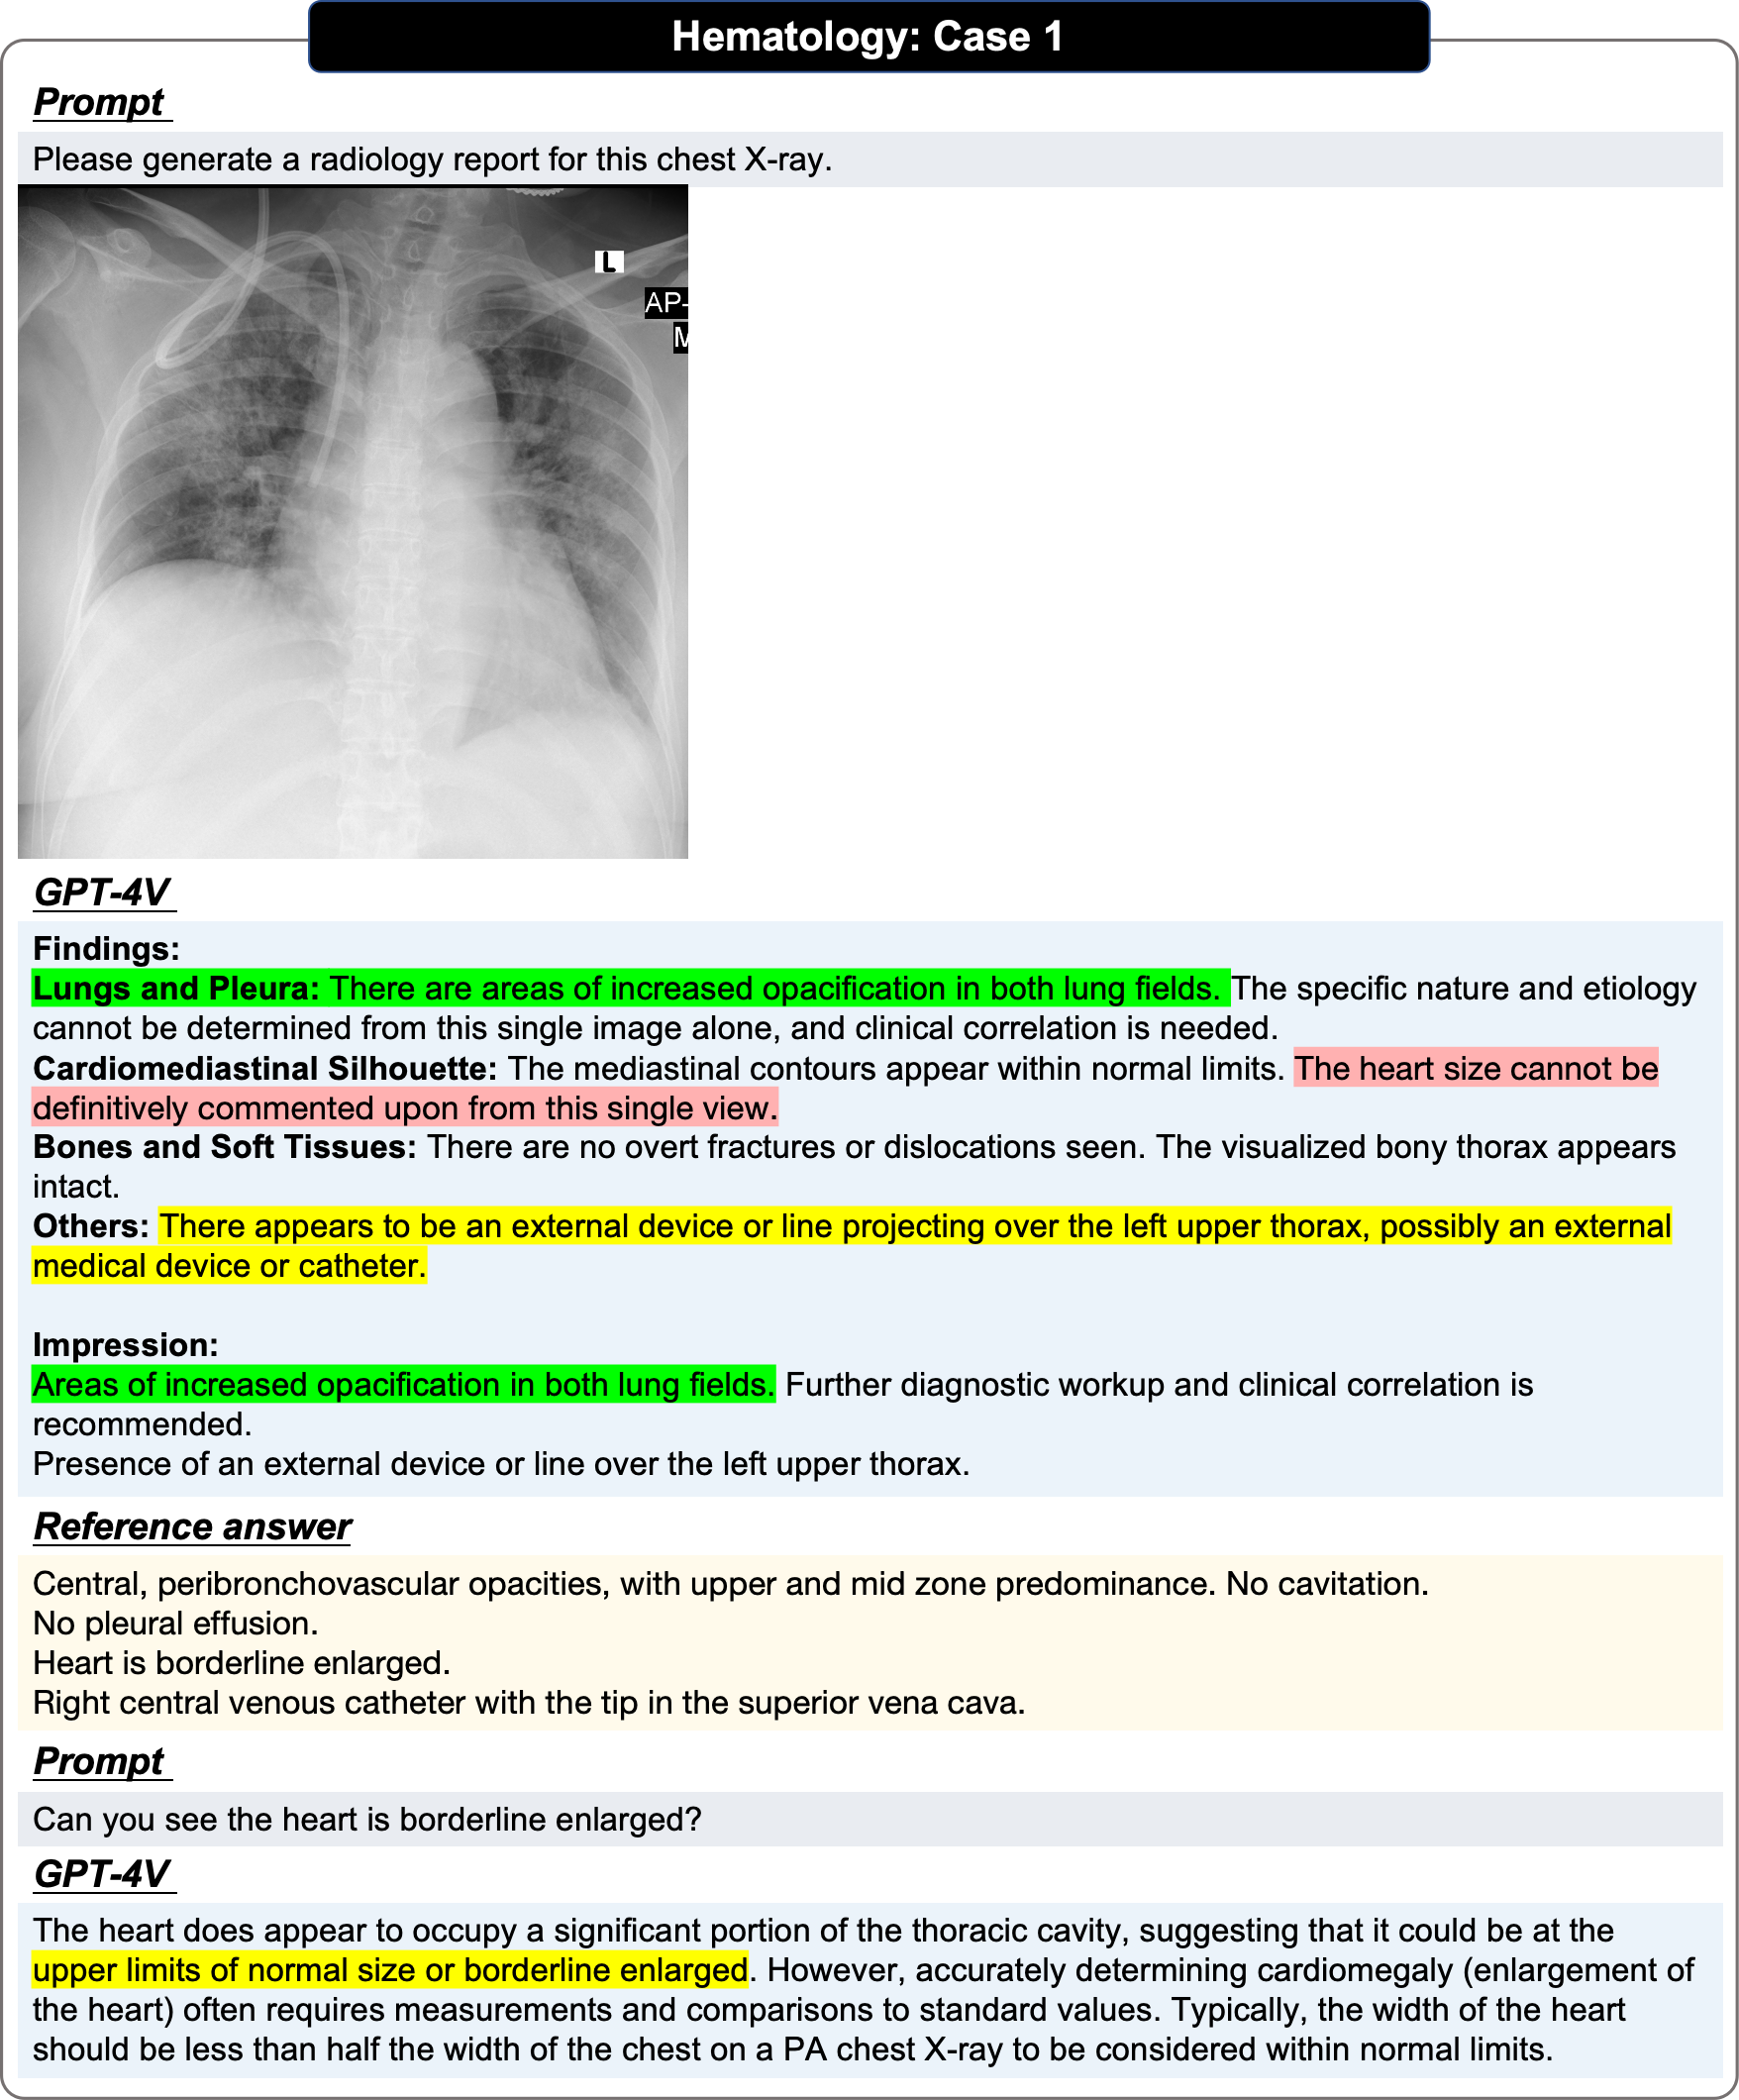 Hematology: Case 1
Prompt
Please generate a radiology report for this chest X-ray.
L
AP-
M
GPT-4V
Findings:
Lungs and Pleura: There are areas of increased opacification in both lung fields. The specific nature and etiology
cannot be determined from this single image alone, and clinical correlation is needed.
Cardiomediastinal Silhouette: The mediastinal contours appear within normal limits. The heart size cannot be
definitively commented upon from this single view.
Bones and Soft Tissues: There are no overt fractures or dislocations seen. The visualized bony thorax appears
intact.
Others: There appears to be an external device or line projecting over the left upper thorax, possibly an external
medical device or catheter.
Impression:
Areas of increased opacification in both lung fields. Further diagnostic workup and clinical correlation is
recommended.
Presence of an external device or line over the left upper thorax.
Reference answer
Central, peribronchovascular opacities, with upper and mid zone predominance. No cavitation.
No pleural effusion.
Heart is borderline enlarged.
Right central venous catheter with the tip in the superior vena cava.
Prompt
Can you see the heart is borderline enlarged?
GPT-4V
The heart does appear to occupy a significant portion of the thoracic cavity, suggesting that it could be at the
upper limits of normal size or borderline enlarged. However, accurately determining cardiomegaly (enlargement of
the heart) often requires measurements and comparisons to standard values. Typically, the width of the heart
should be less than half the width of the chest on a PA chest X-ray to be considered within normal limits.